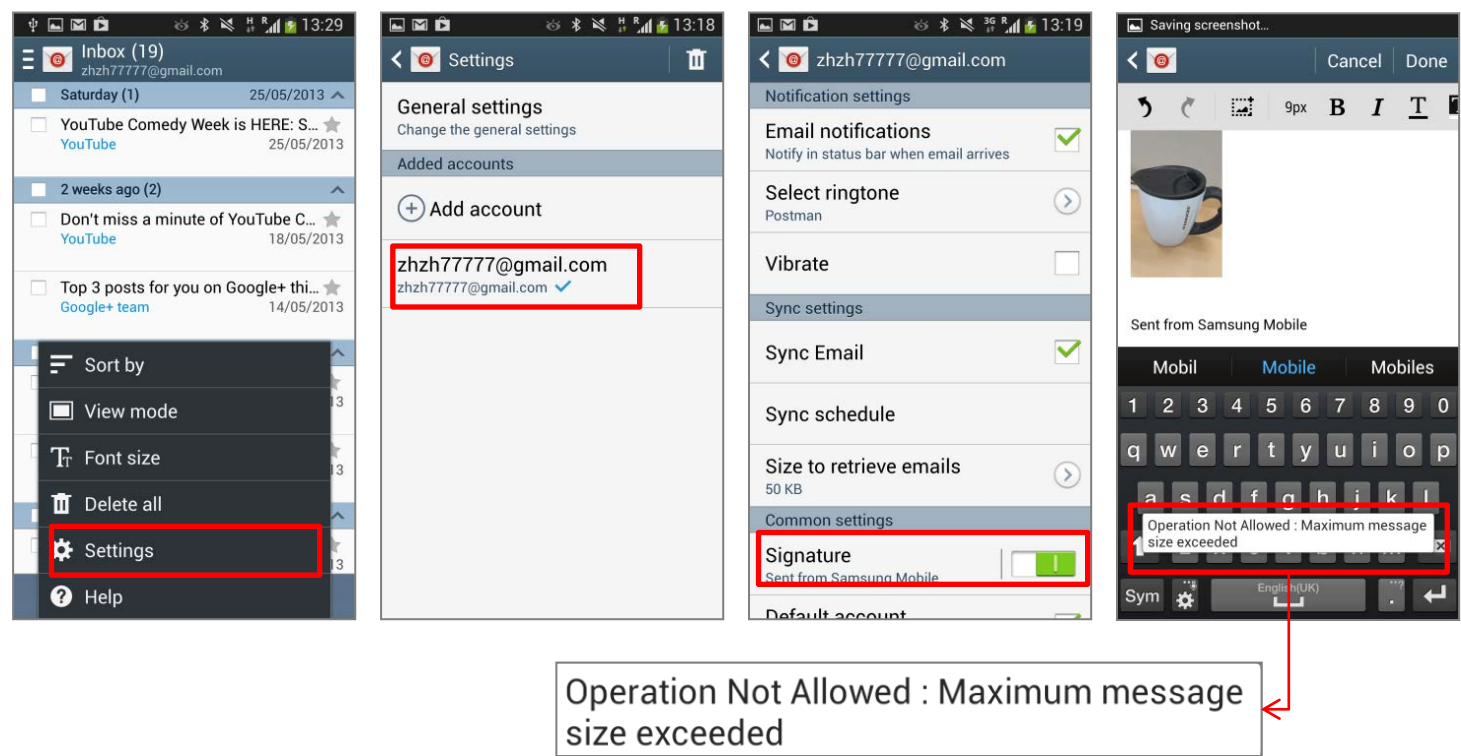 13:29
Inbox (19)
zhzh77777@gmail.com
Saturday (1) 25/05/2013
YouTube Comedy Week is HERE: S...
YouTube 25/05/2013
2 weeks ago (2)
Don't miss a minute of YouTube C...
YouTube 18/05/2013
Top 3 posts for you on Google+ thi...
Google+ team 14/05/2013
Sort by
View mode
13
Font size
13
Delete all
Settings
13
Help
H R 13:18
Settings
General settings
Change the general settings
Added accounts
Add account
zhzh77777@gmail.com
zhzh77777@gmail.com
3G R 13:19
zhzh77777@gmail.com
Notification settings
Email notifications
Notify in status bar when email arrives
Select ringtone
Postman
Vibrate
Sync settings
Sync Email
Sync schedule
Size to retrieve emails
50 KB
Common settings
Signature
Sent from Samsung Mobile
Default account
Saving screenshot...
Cancel Done
9px B I T
Sent from Samsung Mobile
Mobil Mobile Mobiles
1 2 3 4 5 6 7 8 9 0
q w e r t y u i o p
a s d f g h j k l
Operation Not Allowed : Maximum message
size exceeded
Sym English(UK) .
Operation Not Allowed : Maximum message
size exceeded